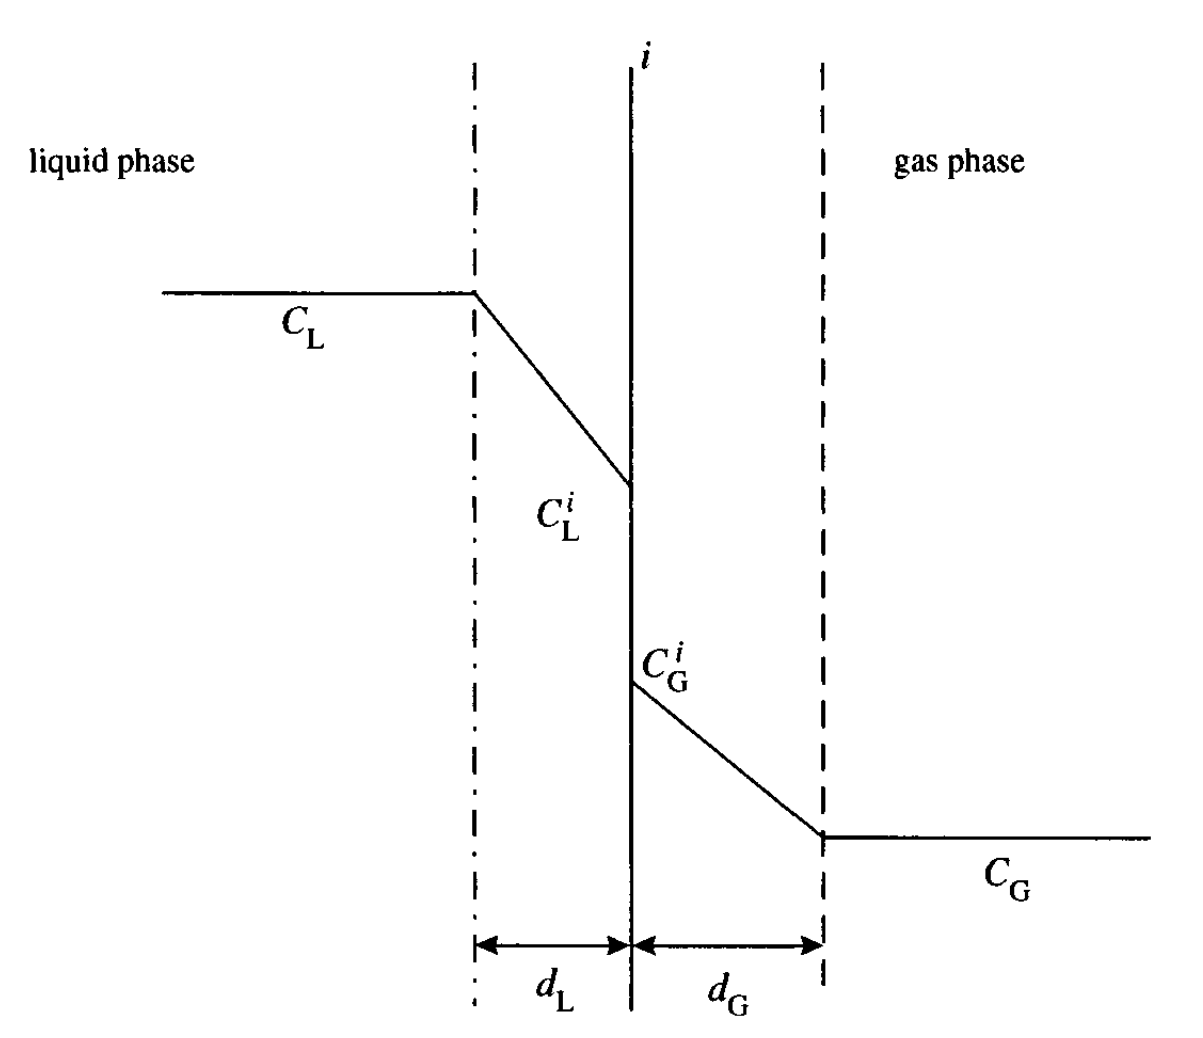 i
liquid phase
gas phase
C_L
C_L^i
C_G^i
C_G
d_L
d_G